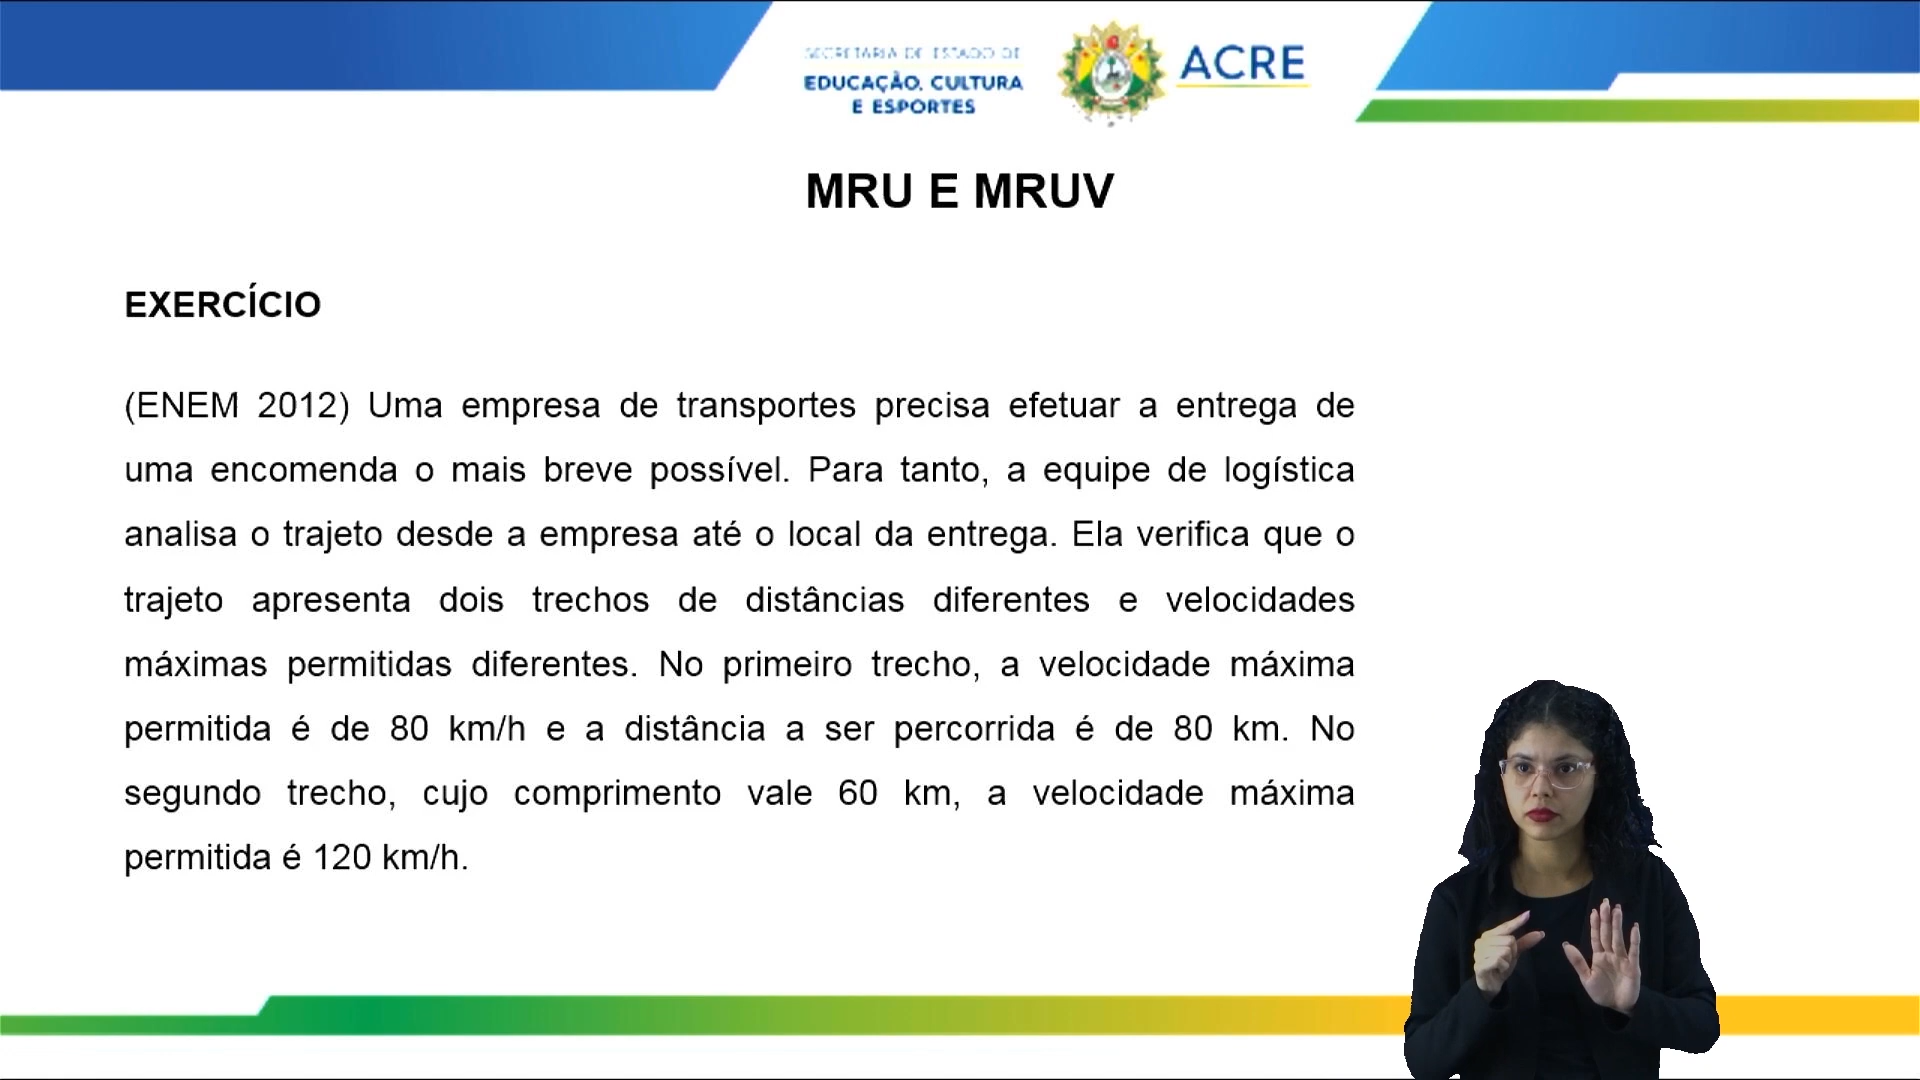 SECRETARIA DE ESTADO DE
EDUCAÇÃO, CULTURA
E ESPORTES
ACRE
MRU E MRUV
EXERCÍCIO
(ENEM 2012) Uma empresa de transportes precisa efetuar a entrega de
uma encomenda o mais breve possível. Para tanto, a equipe de logística
analisa o trajeto desde a empresa até o local da entrega. Ela verifica que o
trajeto apresenta dois trechos de distâncias diferentes e velocidades
máximas permitidas diferentes. No primeiro trecho, a velocidade máxima
permitida é de 80 km/h e a distância a ser percorrida é de 80 km. No
segundo trecho, cujo comprimento vale 60 km, a velocidade máxima
permitida é 120 km/h.